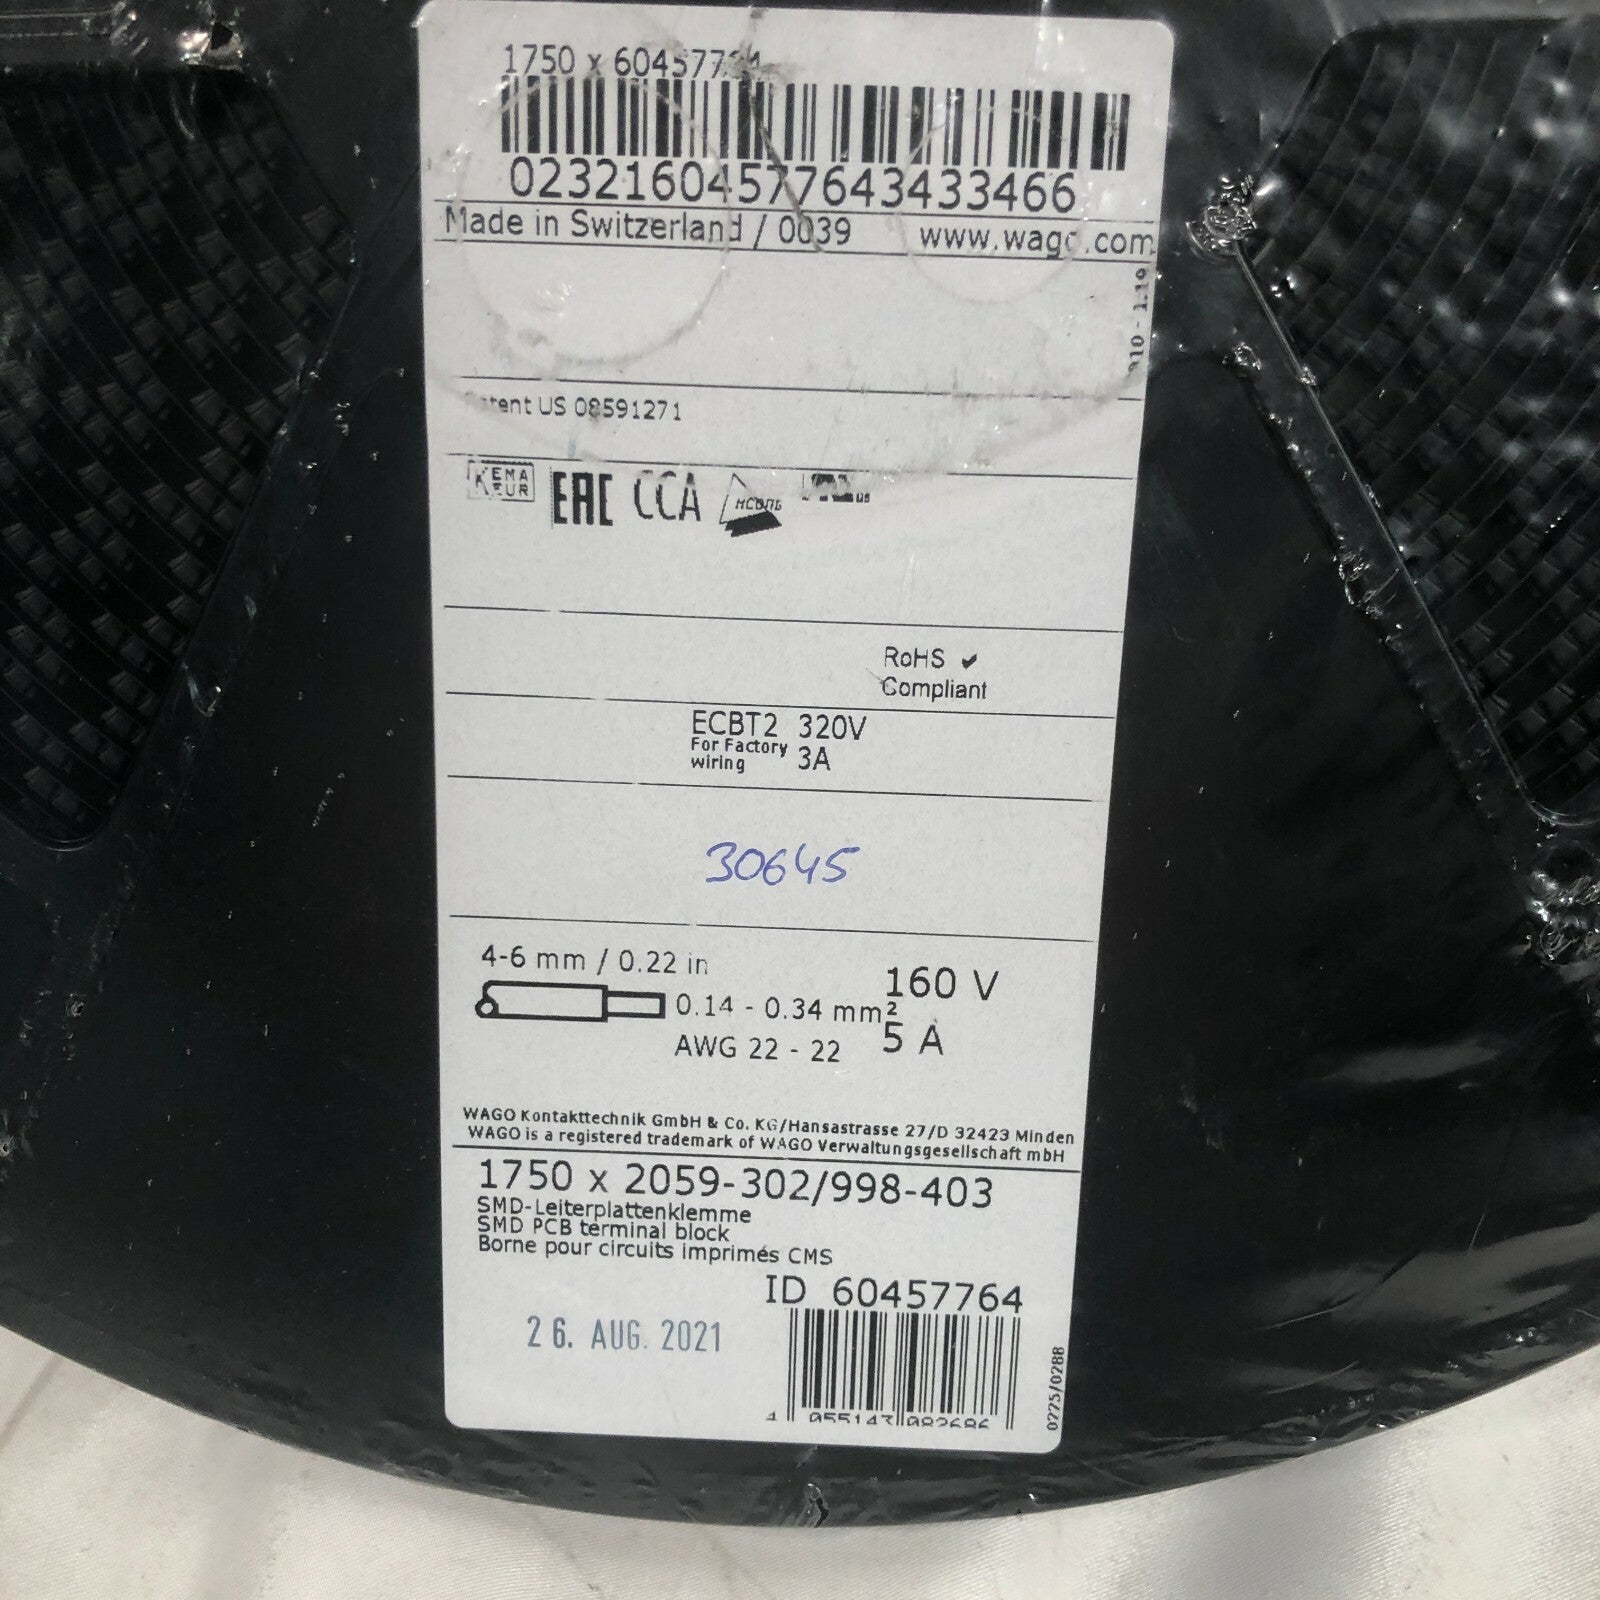 1750 x 60457764
02321604577643433466
Made in Switzerland / 0039 www.wago.com
Patent US 08591271
KEMA
EUR
EAC CCA
RoHS ✓
Compliant
ECBT2 320V
For Factory
wiring 3A
30645
4-6 mm / 0.22 in
160 V
0.14 - 0.34 mm²
AWG 22 - 22
5 A
WAGO Kontakttechnik GmbH & Co. KG/Hansastrasse 27/D 32423 Minden
WAGO is a registered trademark of WAGO Verwaltungsgesellschaft mbH
1750 x 2059-302/998-403
SMD-Leiterplattenklemme
SMD PCB terminal block
Borne pour circuits imprimés CMS
ID 60457764
26. AUG. 2021
4 055143 082686
0225/0288